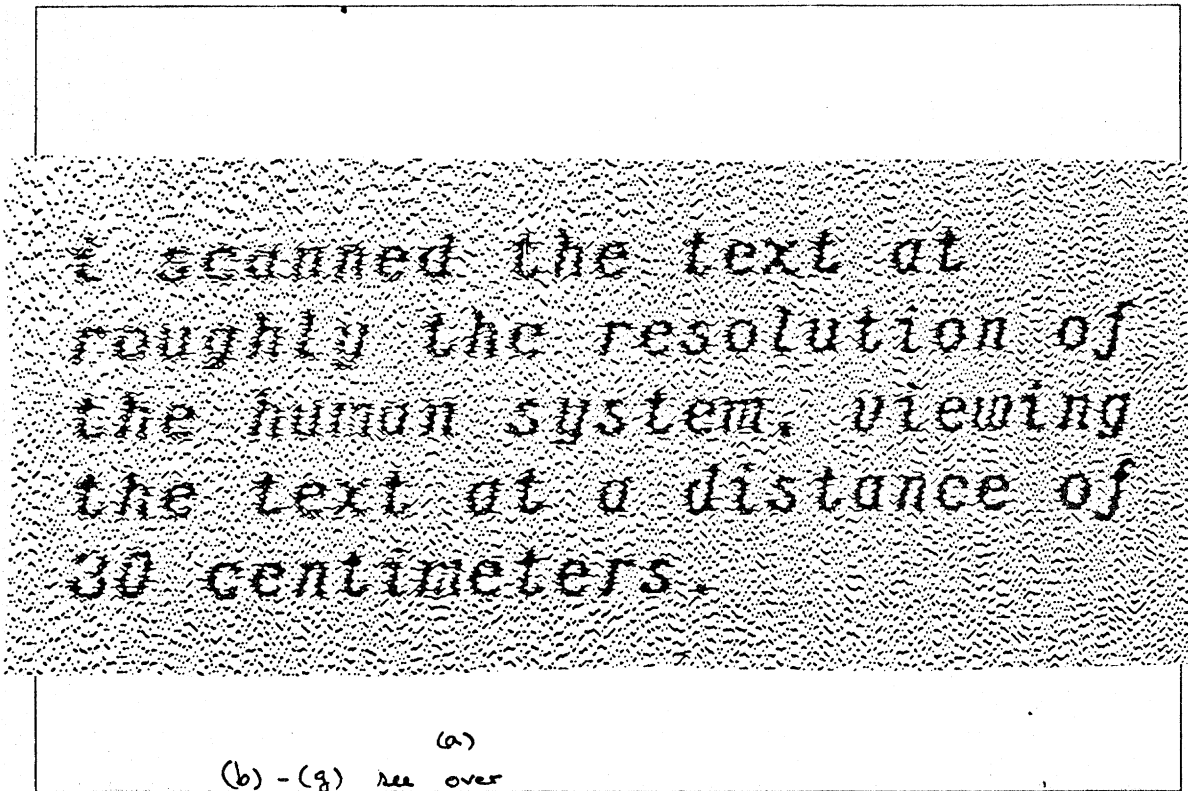 I scanned the text at
roughly the resolution of
the human system, viewing
the text at a distance of
30 centimeters.
(a)
(b) - (g) see over